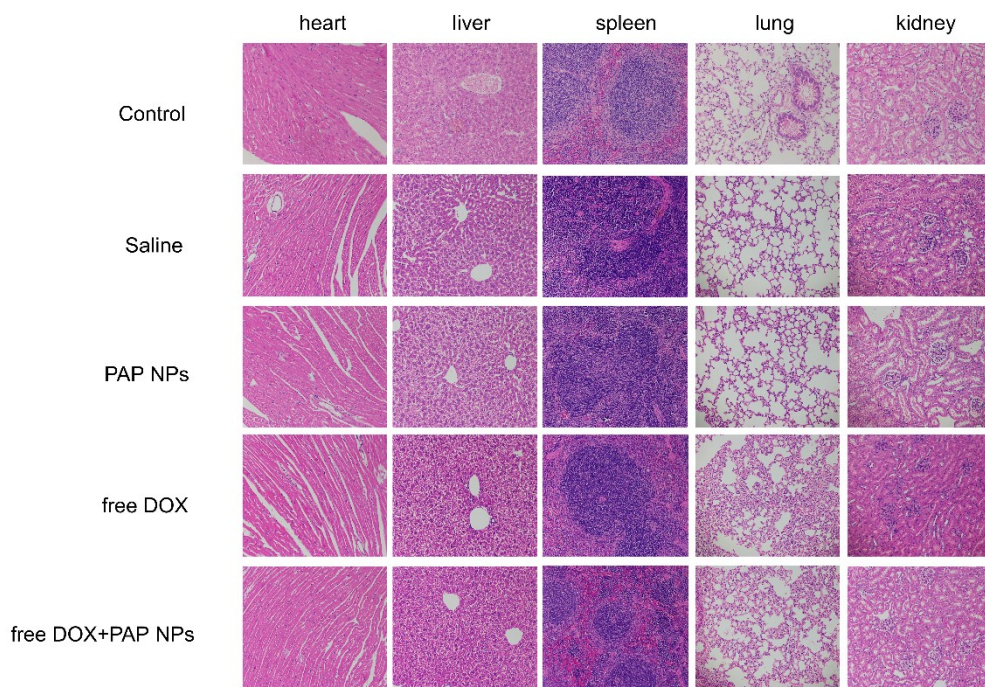 heart liver spleen lung kidney
Control
Saline
PAP NPs
free DOX
free DOX+PAP NPs